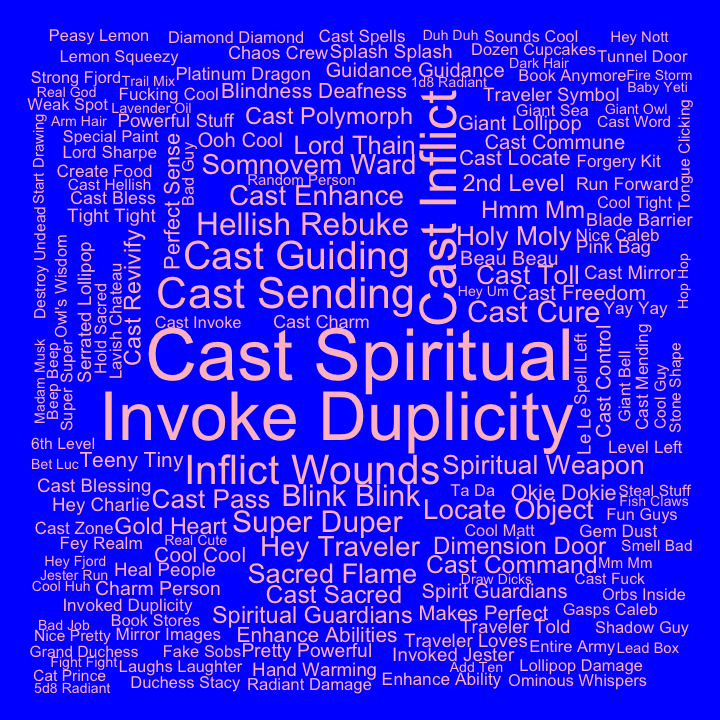 Peasy Lemon
Diamond Diamond
Cast Spells
Duh Duh
Sounds Cool
Hey Nott
Lemon Squeezy
Chaos Crew
Splash Splash
Dozen Cupcakes
Tunnel Door
Dark Hair
Strong Fjord
Trail Mix
Platinum Dragon
Guidance Guidance
Book Anymore
Fire Storm
Real God
Fucking Cool
Blindness Deafness
1d8 Radiant
Traveler Symbol
Baby Yeti
Weak Spot
Lavender Oil
Giant Sea
Giant Owl
Arm Hair
Powerful Stuff
Cast Polymorph
Giant Lollipop
Cast Word
Start Drawing
Special Paint
Perfect Sense
Bad Guy
Ooh Cool
Lord Thain
Cast Inflict
Cast Commune
Tongue Clicking
Lord Sharpe
Somnovem Ward
Cast Locate
Forgery Kit
Create Food
Random Person
2nd Level
Run Forward
Cast Hellish
Cast Bless
Cast Enhance
Hmm Mm
Cool Tight
Tight Tight
Hellish Rebuke
Blade Barrier
Destroy Undead
Owl's Wisdom
Serrated Lollipop
Hold Sacred
Lavish Chateau
Cast Revivify
Cast Guiding
Holy Moly
Nice Caleb
Pink Bag
Beau Beau
Cast Toll
Cast Mirror
Hop Hop
Cast Sending
Hey Um
Cast Freedom
Cast Invoke
Cast Charm
Cast Cure
Yay Yay
Madam Musk
Beep Beep
Super Super
Cast Spiritual
Spell Left
Le Le
Cast Control
Giant Bell
Cast Mending
Cool Guy
Stone Shape
Invoke Duplicity
6th Level
Level Left
Bet Luc
Teeny Tiny
Inflict Wounds
Spiritual Weapon
Cast Blessing
Cast Pass
Blink Blink
Ta Da
Okie Dokie
Steal Stuff
Hey Charlie
Locate Object
Fish Claws
Fun Guys
Cast Zone
Gold Heart
Super Duper
Cool Matt
Gem Dust
Fey Realm
Real Cute
Hey Traveler
Dimension Door
Smell Bad
Hey Fjord
Cool Cool
Cast Command
Mm Mm
Jester Run
Heal People
Sacred Flame
Draw Dicks
Cast Fuck
Cool Huh
Charm Person
Cast Sacred
Spirit Guardians
Orbs Inside
Invoked Duplicity
Spiritual Guardians
Makes Perfect
Gasps Caleb
Bad Job
Book Stores
Traveler Told
Shadow Guy
Nice Pretty
Mirror Images
Enhance Abilities
Traveler Loves
Entire Army
Lead Box
Grand Duchess
Fake Sobs
Pretty Powerful
Invoked Jester
Fight Fight
Laughs Laughter
Hand Warming
Add Ten
Lollipop Damage
Cat Prince
Duchess Stacy
Radiant Damage
Enhance Ability
Ominous Whispers
5d8 Radiant